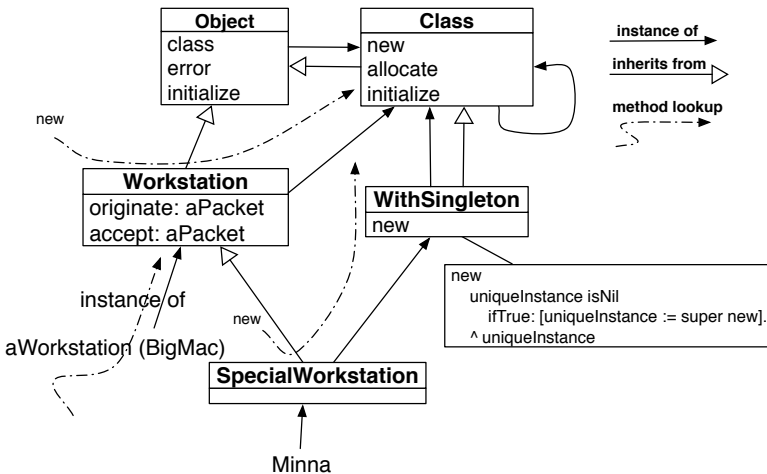 Object
class
error
initialize
Class
new
allocate
initialize
instance of
inherits from
method lookup
new
Workstation
originate: aPacket
accept: aPacket
WithSingleton
new
new
uniqueInstance isNil
ifTrue: [uniqueInstance := super new].
^ uniqueInstance
instance of
aWorkstation (BigMac)
new
SpecialWorkstation
Minna